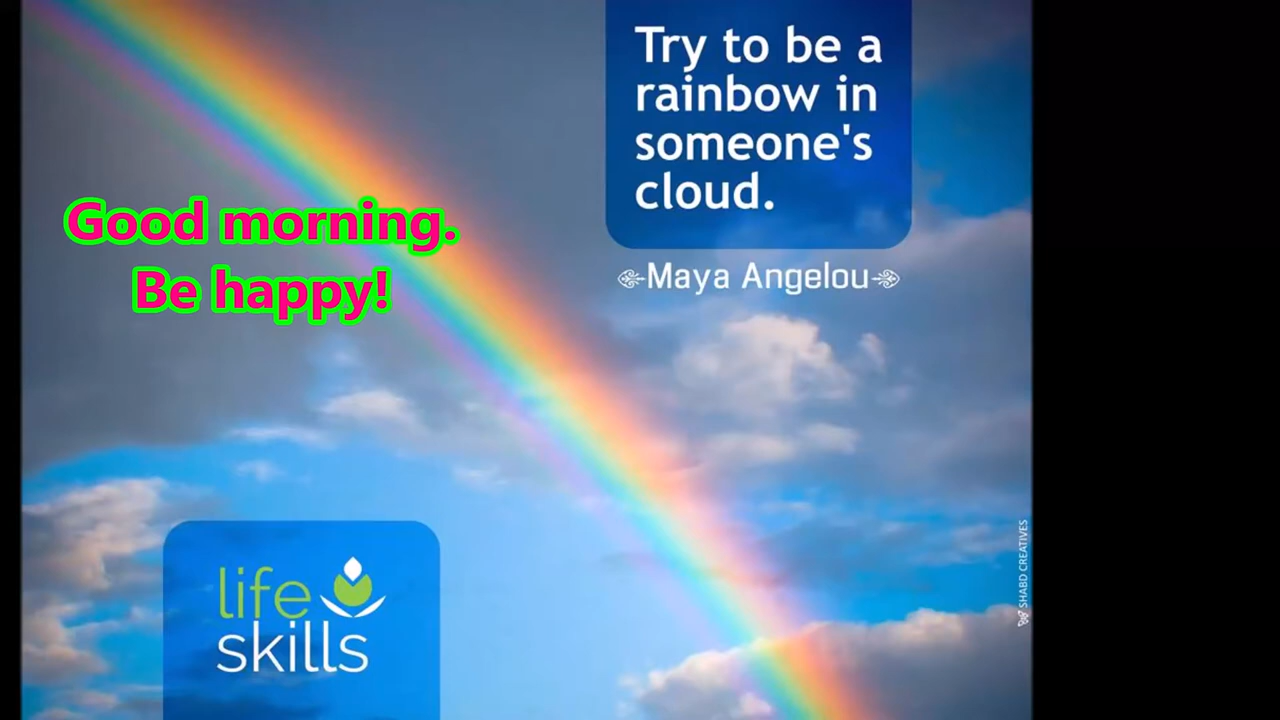 Try to be a
rainbow in
someone's
cloud.
Maya Angelou
Good morning.
Be happy!
life
skills
SHABD CREATIVES